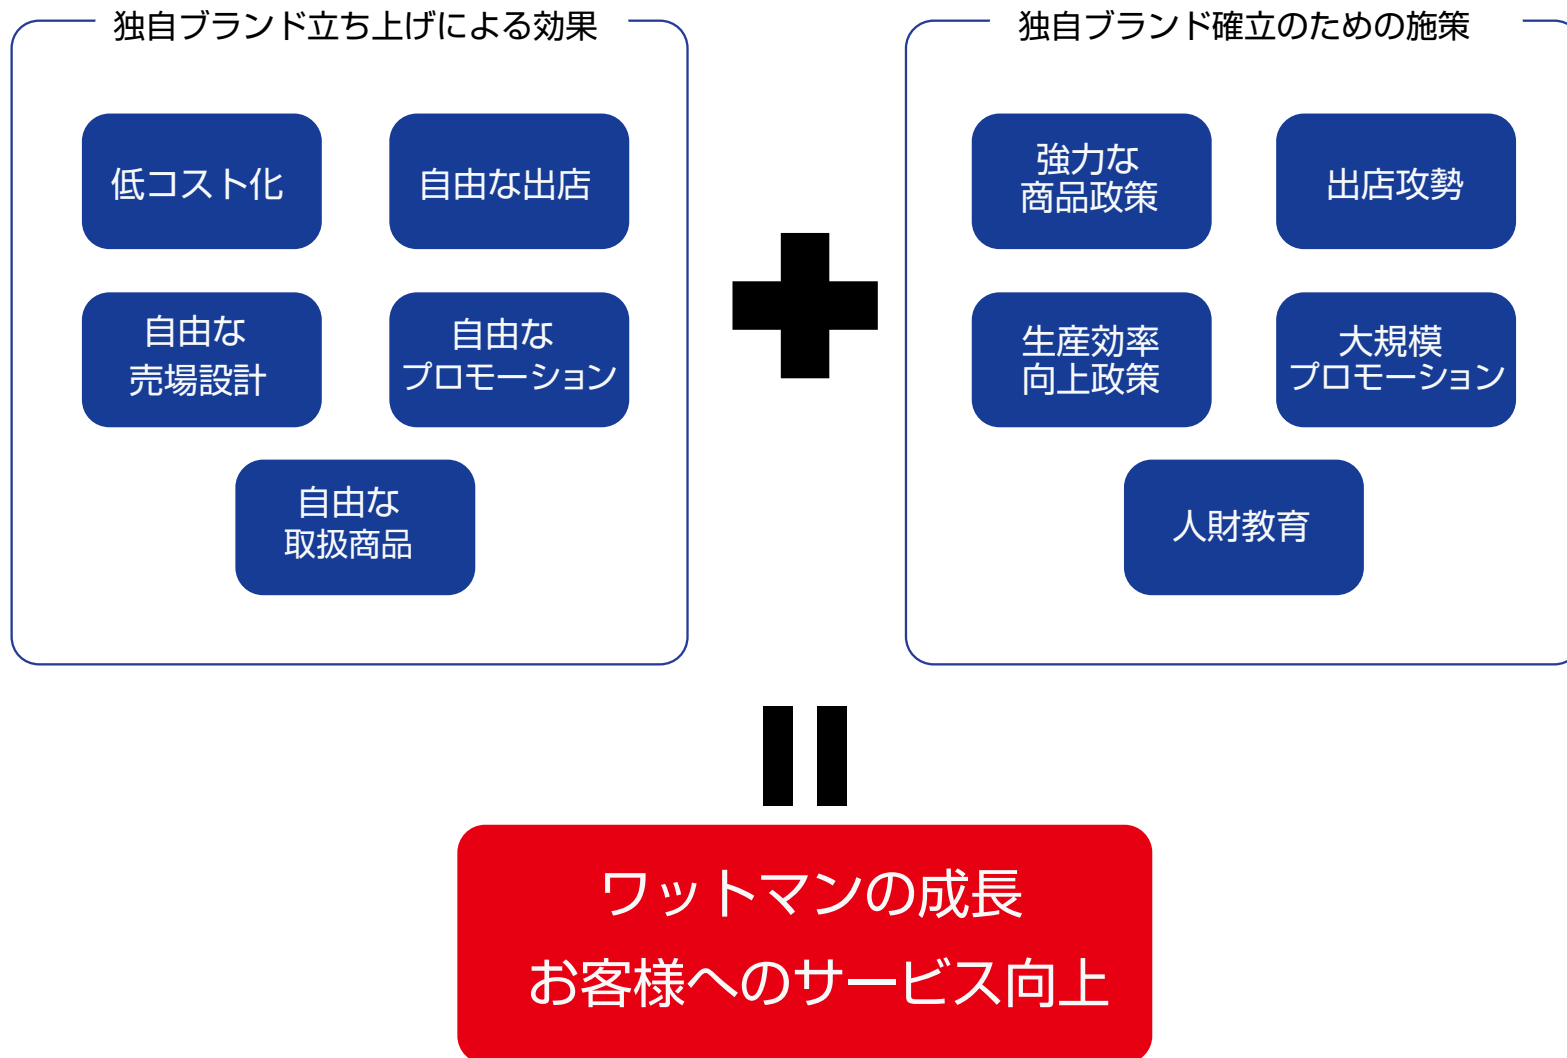 独自ブランド立ち上げによる効果
低コスト化
自由な出店
自由な
売場設計
自由な
プロモーション
自由な
取扱商品
独自ブランド確立のための施策
強力な
商品政策
出店攻勢
生産効率
向上政策
大規模
プロモーション
人財教育
ワットマンの成長
お客様へのサービス向上